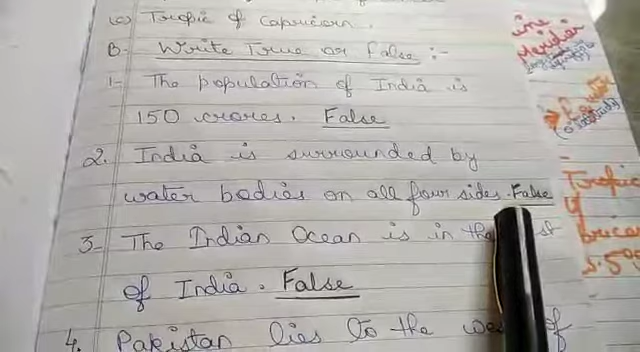 (c) Tropic of Capricorn.
B- Write True or False :-
1- The population of India is
150 crores. False
2. India is surrounded by
water bodies on all four sides. False
3- The Indian Ocean is in the
of India. False
4. Pakistan lies to the of
line
Meridian
Tropic
of